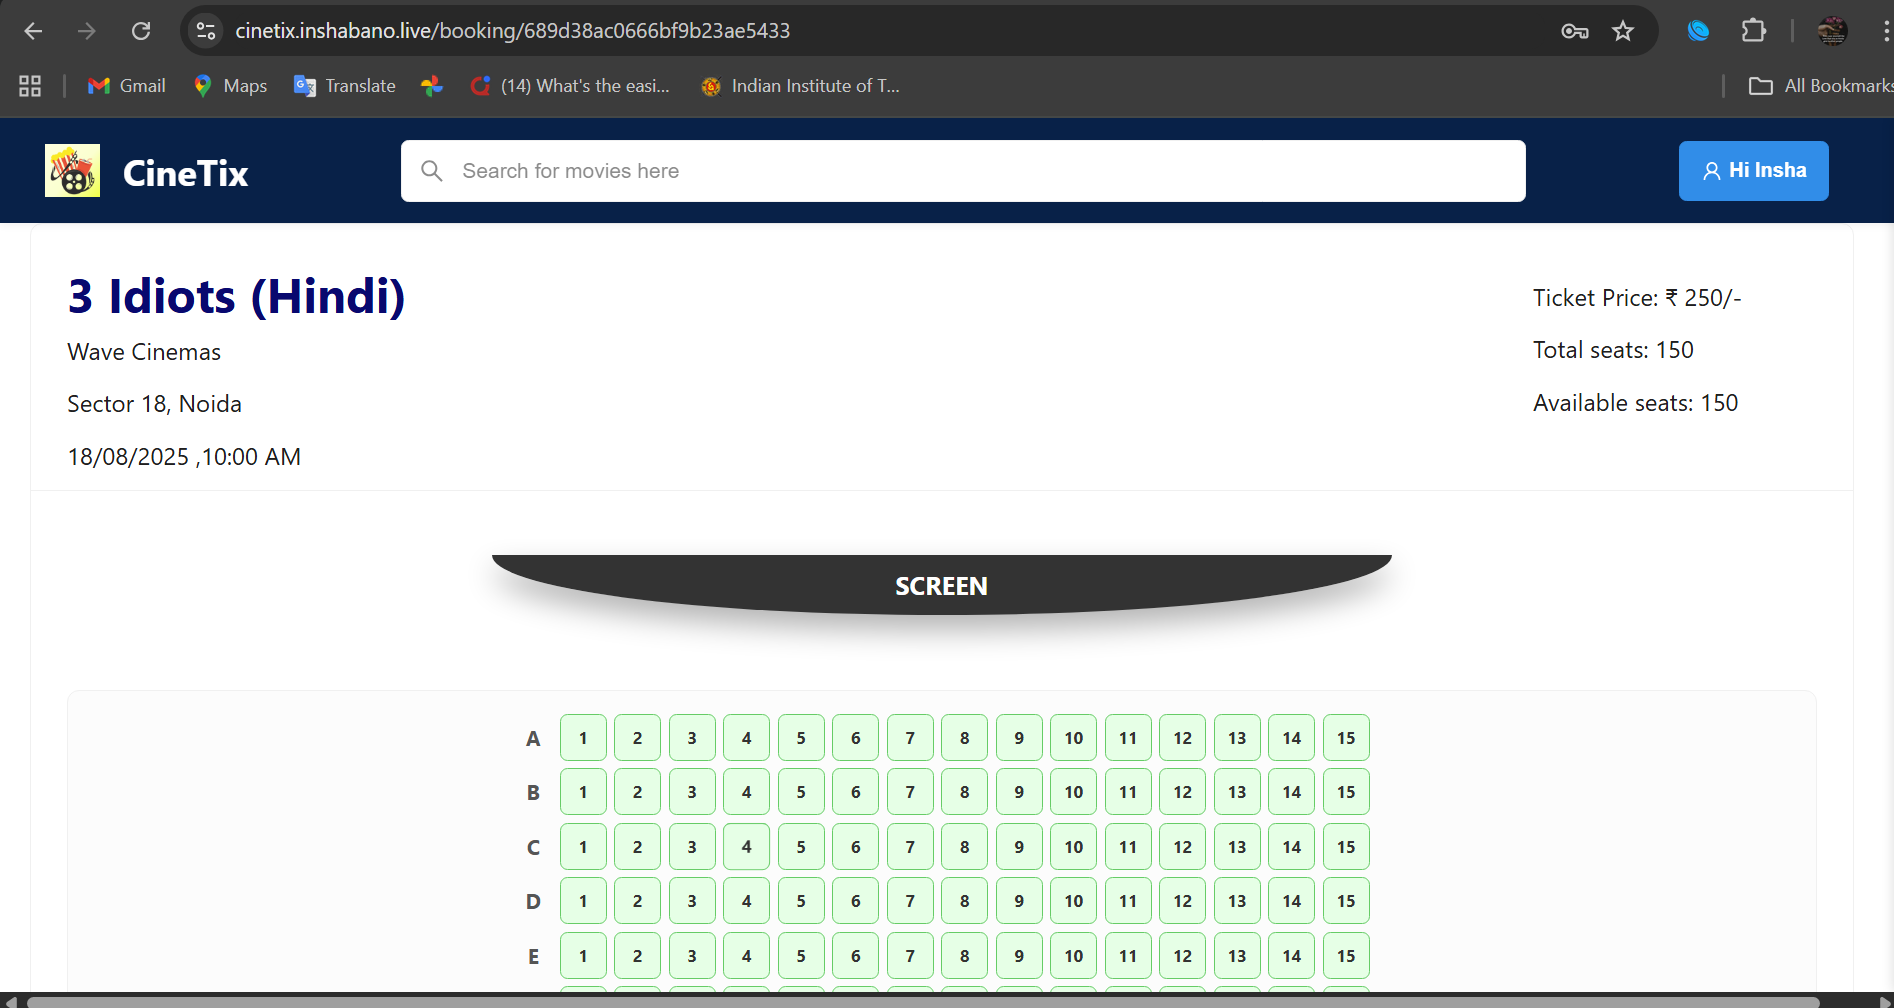 cinetix.inshabano.live/booking/689d38ac0666bf9b23ae5433
Gmail Maps Translate (14) What's the easi... Indian Institute of T... All Bookmarks
CineTix Search for movies here Hi Insha
3 Idiots (Hindi)
Wave Cinemas
Sector 18, Noida
18/08/2025 ,10:00 AM
Ticket Price: ₹ 250/-
Total seats: 150
Available seats: 150
SCREEN
A 1 2 3 4 5 6 7 8 9 10 11 12 13 14 15
B 1 2 3 4 5 6 7 8 9 10 11 12 13 14 15
C 1 2 3 4 5 6 7 8 9 10 11 12 13 14 15
D 1 2 3 4 5 6 7 8 9 10 11 12 13 14 15
E 1 2 3 4 5 6 7 8 9 10 11 12 13 14 15